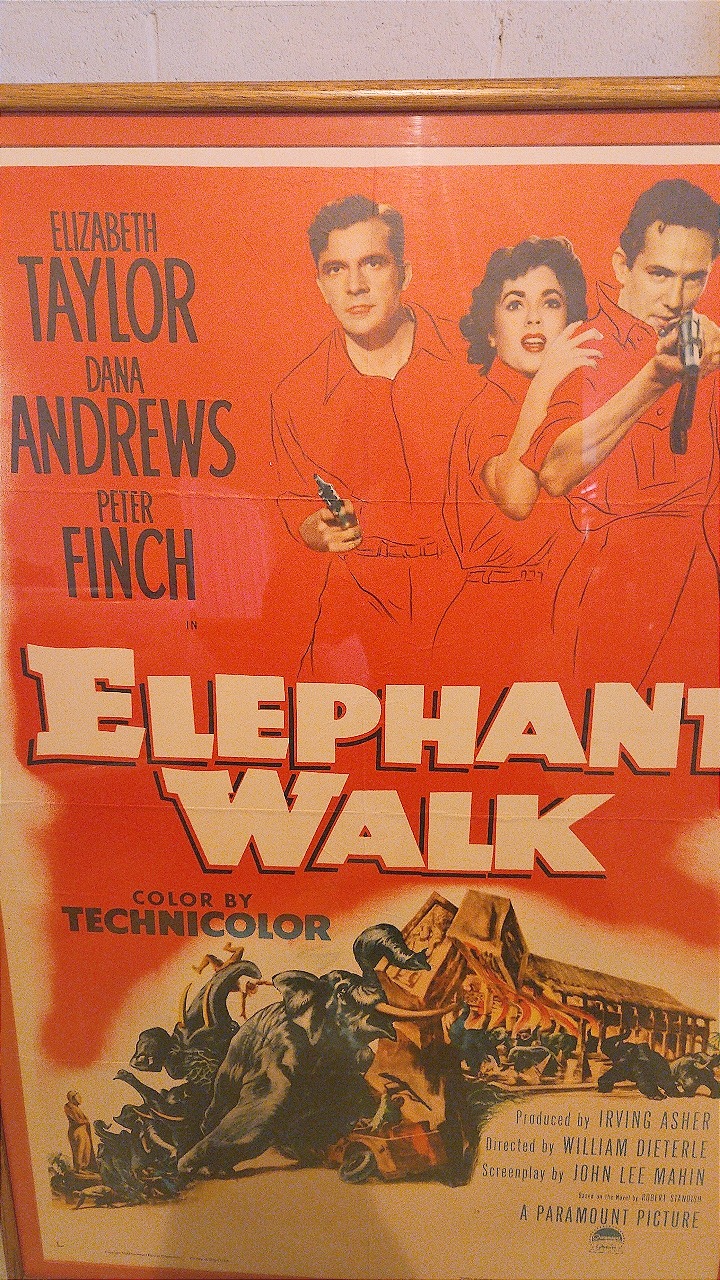 ELIZABETH
TAYLOR
DANA
ANDREWS
PETER
FINCH
IN
ELEPHANT
WALK
COLOR BY
TECHNICOLOR
Produced by IRVING ASHER
Directed by WILLIAM DIETERLE
Screenplay by JOHN LEE MAHIN
Based on the Novel by ROBERT STANDISH
A PARAMOUNT PICTURE